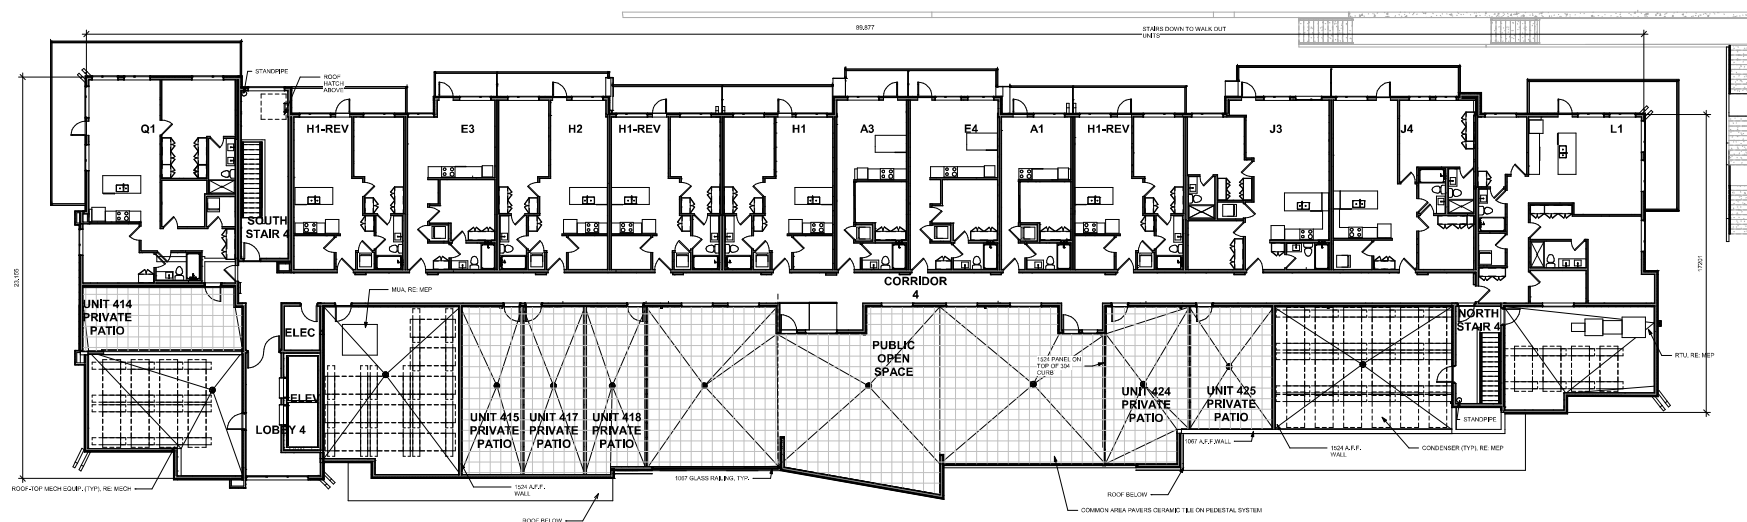 89,877
STAIRS DOWN TO WALK OUT
UNITS
STANDPIPE
ROOF
HATCH
ABOVE
Q1
H1-REV
E3
H2
H1-REV
H1
A3
E4
A1
H1-REV
J3
J4
L1
SOUTH
STAIR 4
23,165
17201
CORRIDOR
4
MUA, RE: MEP
UNIT 414
PRIVATE
PATIO
ELEC
ELEV
LOBBY 4
PUBLIC
OPEN
SPACE
1524 PANEL ON
TOP OF 304
CURB
NORTH
STAIR 4
RTU, RE: MEP
UNIT 415
PRIVATE
PATIO
UNIT 417
PRIVATE
PATIO
UNIT 418
PRIVATE
PATIO
UNIT 424
PRIVATE
PATIO
UNIT 425
PRIVATE
PATIO
STANDPIPE
1067 A.F.F. WALL
1524 A.F.F.
WALL
CONDENSER (TYP), RE: MEP
ROOF-TOP MECH EQUIP. (TYP), RE: MECH
1524 A.F.F.
WALL
1067 GLASS RAILING, TYP.
ROOF BELOW
ROOF BELOW
COMMON AREA PAVERS CERAMIC TILE ON PEDESTAL SYSTEM